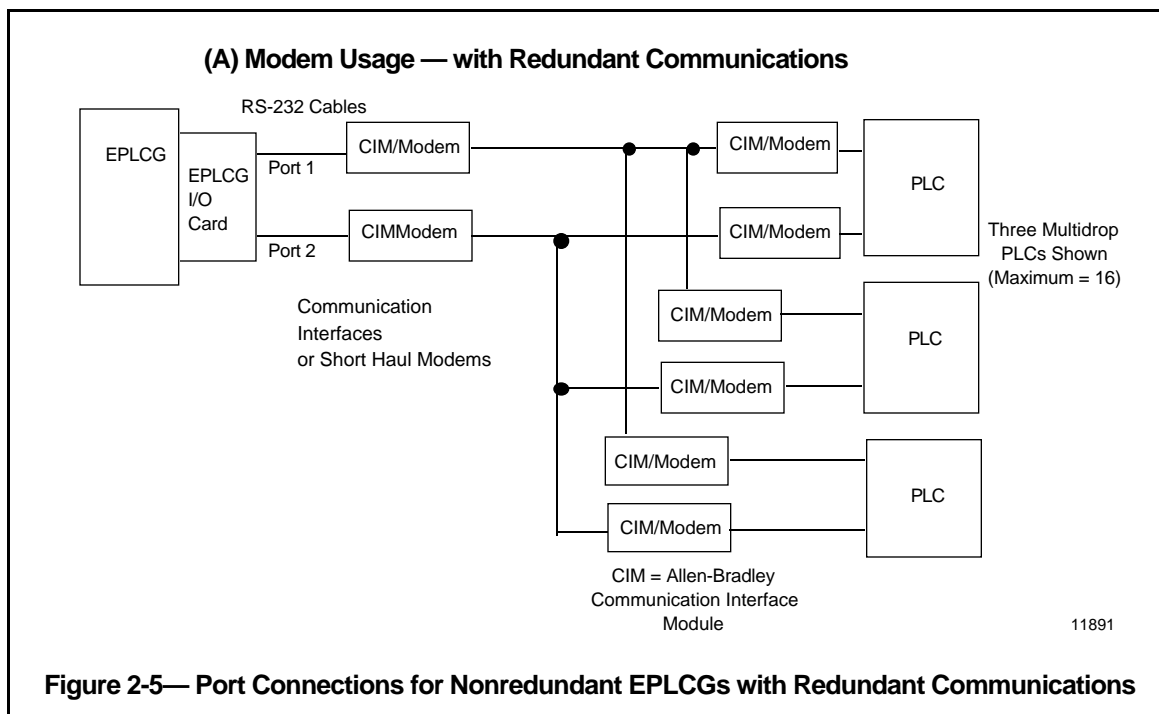 (A) Modem Usage — with Redundant Communications
RS-232 Cables
EPLCG
EPLCG
I/O
Card
Port 1
Port 2
CIM/Modem
CIMModem
CIM/Modem
CIM/Modem
PLC
Three Multidrop
PLCs Shown
(Maximum = 16)
Communication
Interfaces
or Short Haul Modems
CIM/Modem
CIM/Modem
PLC
CIM/Modem
CIM/Modem
PLC
CIM = Allen-Bradley
Communication Interface
Module
11891
Figure 2-5— Port Connections for Nonredundant EPLCGs with Redundant Communications